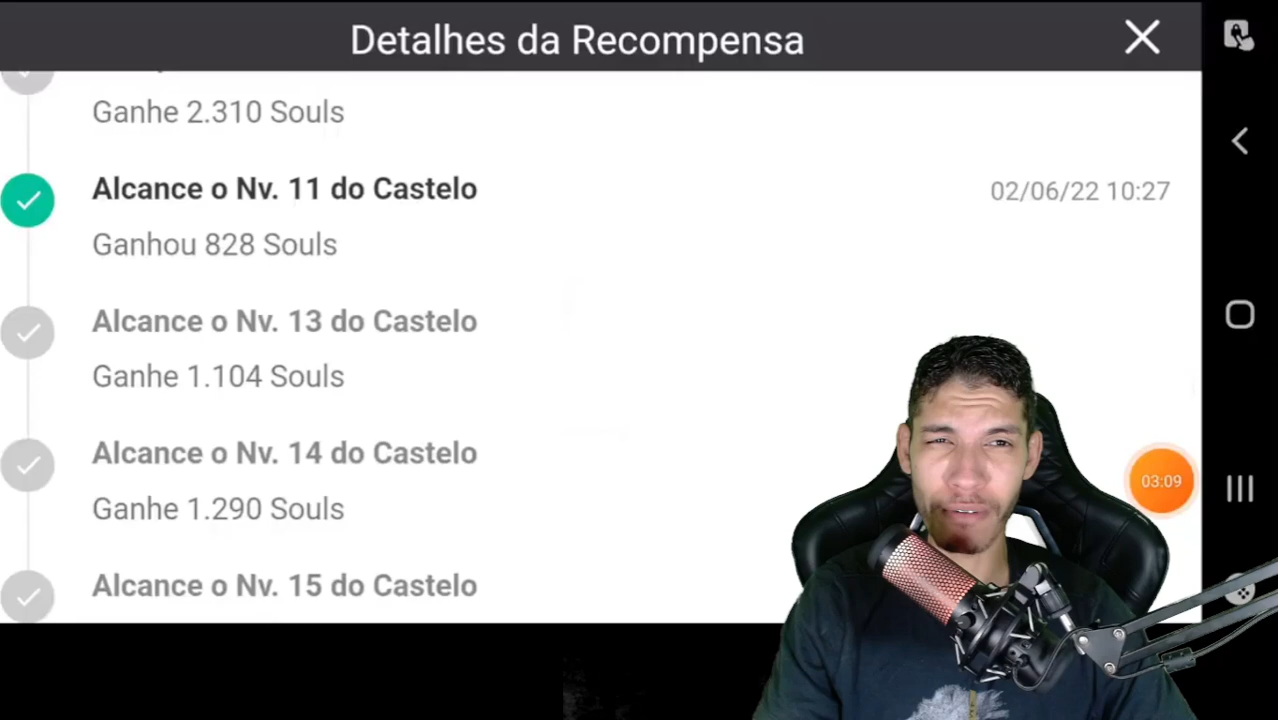 Detalhes da Recompensa
Ganhe 2.310 Souls
Alcance o Nv. 11 do Castelo
02/06/22 10:27
Ganhou 828 Souls
Alcance o Nv. 13 do Castelo
Ganhe 1.104 Souls
Alcance o Nv. 14 do Castelo
Ganhe 1.290 Souls
03:09
Alcance o Nv. 15 do Castelo